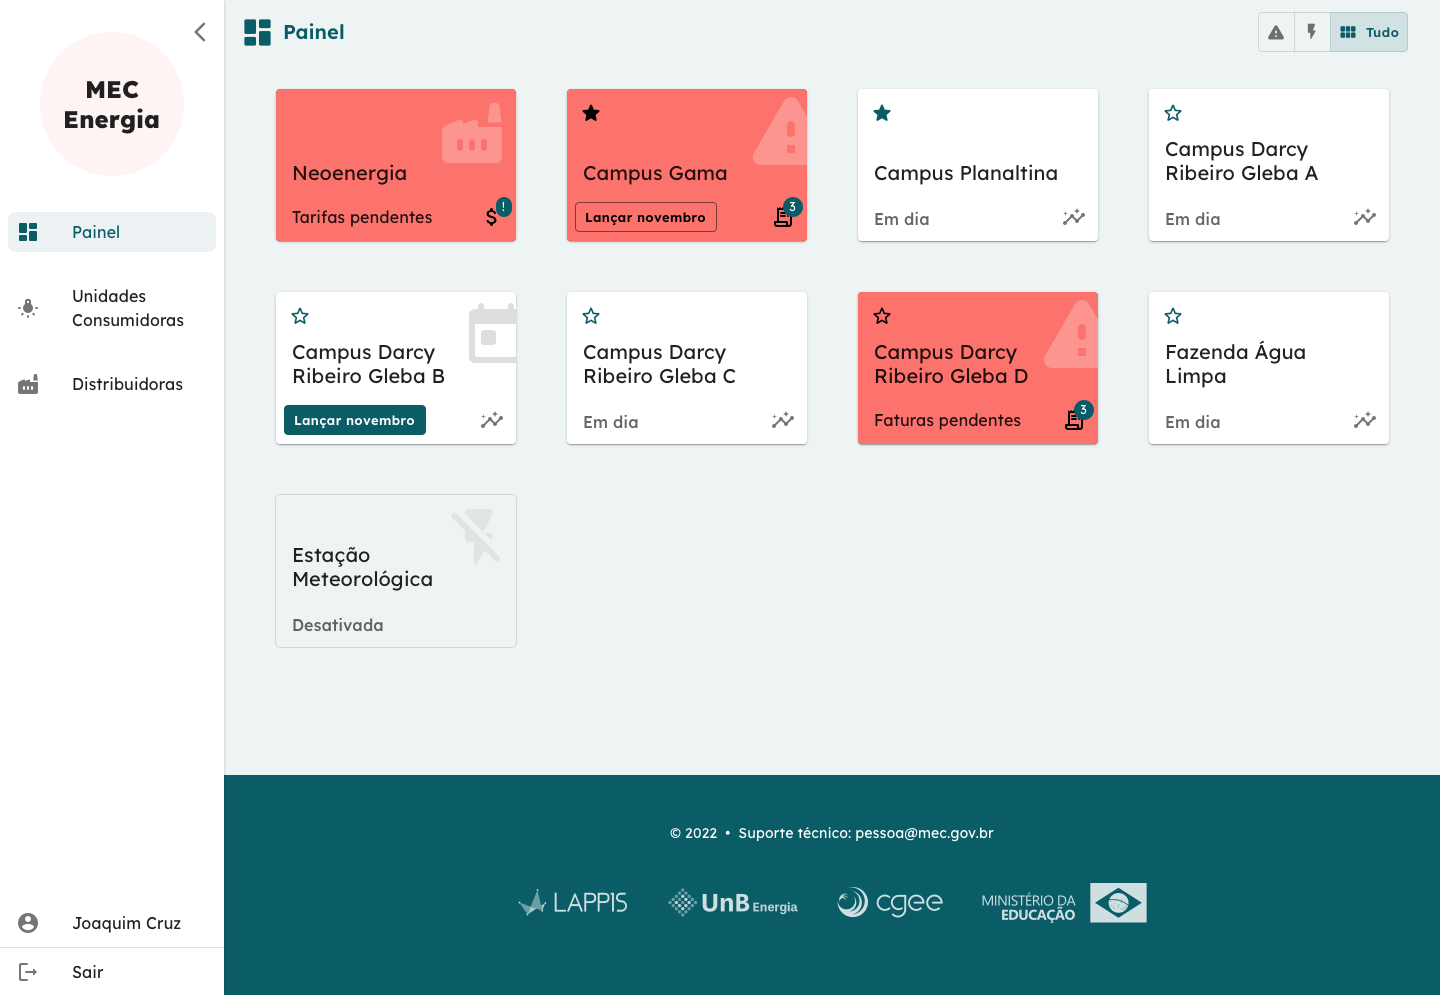 MEC
Energia
Painel
Unidades
Consumidoras
Distribuidoras
Joaquim Cruz
Sair
Painel
Tudo
Neoenergia
Tarifas pendentes
!
Campus Gama
Lançar novembro
3
Campus Planaltina
Em dia
Campus Darcy
Ribeiro Gleba A
Em dia
Campus Darcy
Ribeiro Gleba B
Lançar novembro
Campus Darcy
Ribeiro Gleba C
Em dia
Campus Darcy
Ribeiro Gleba D
Faturas pendentes
3
Fazenda Água
Limpa
Em dia
Estação
Meteorológica
Desativada
© 2022 • Suporte técnico: pessoa@mec.gov.br
LAPPIS
UnB Energia
cgee
MINISTÉRIO DA
EDUCAÇÃO